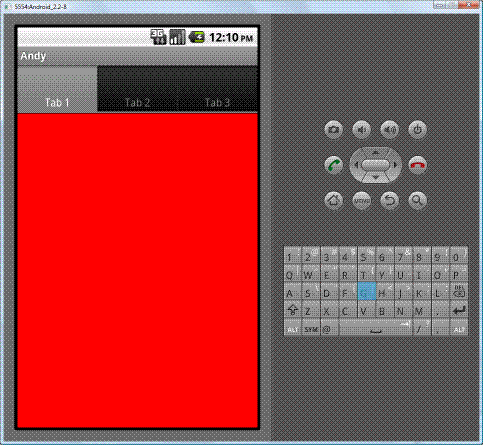 5554:Android_2.2-8
3G 12:10 PM
Andy
Tab 1 Tab 2 Tab 3
MENU
1 2 3 4 5 6 7 8 9 0
Q W E R T Y U I O P
A S D F G H J K L DEL
Z X C V B N M .
ALT SYM @ / , ALT